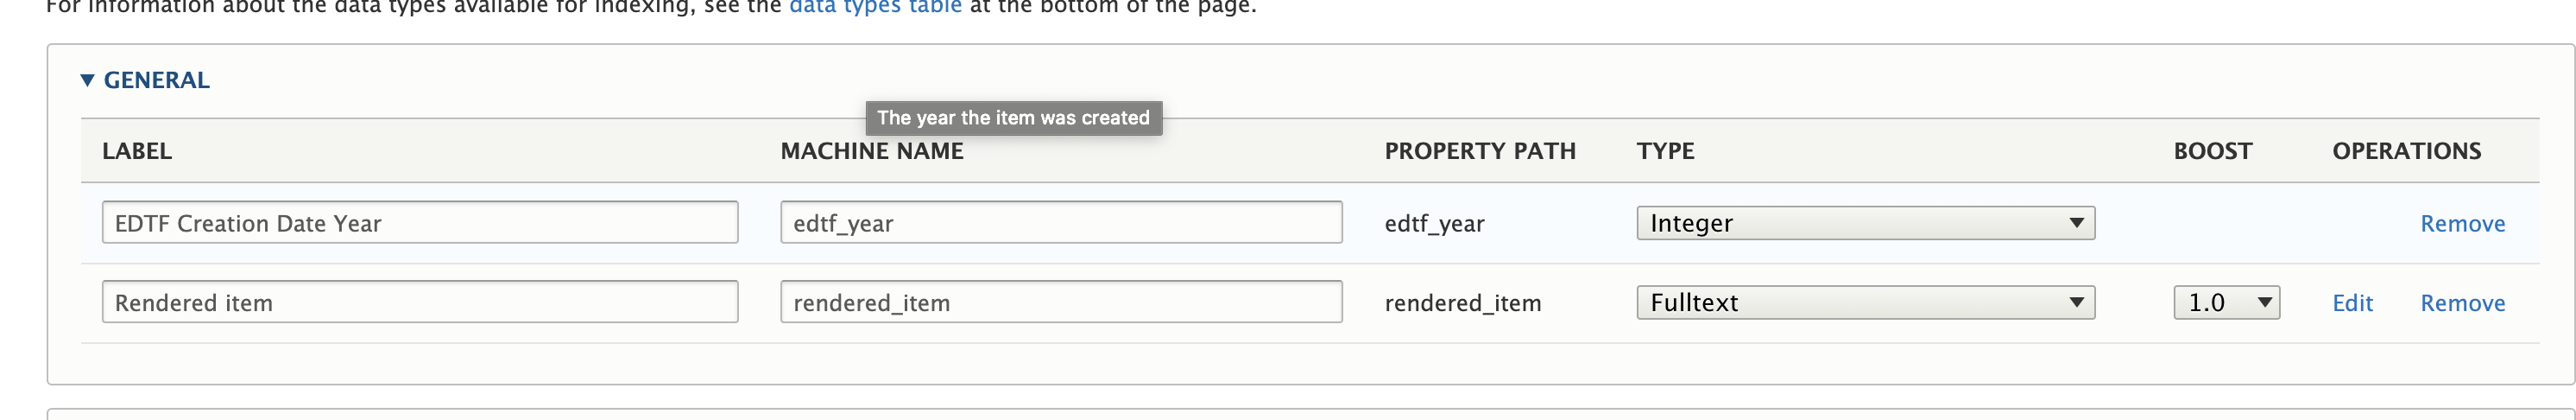 For information about the data types available for indexing, see the data types table at the bottom of the page.
GENERAL
The year the item was created
LABEL MACHINE NAME PROPERTY PATH TYPE BOOST OPERATIONS
EDTF Creation Date Year edtf_year edtf_year Integer Remove
Rendered item rendered_item rendered_item Fulltext 1.0 Edit Remove